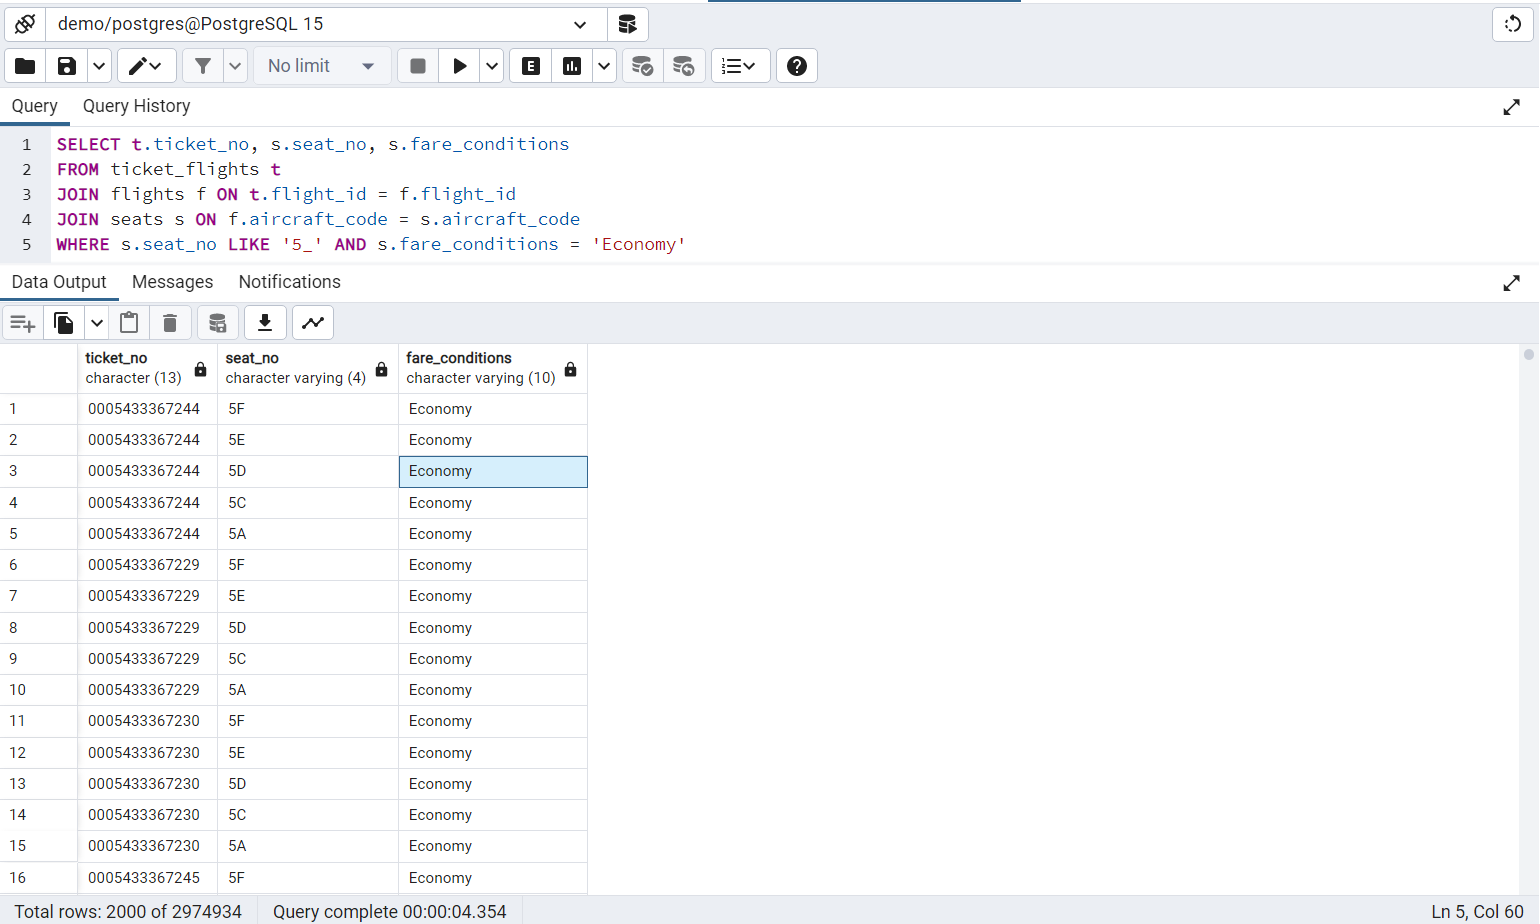 demo/postgres@PostgreSQL 15
No limit
E
Query Query History
1 SELECT t.ticket_no, s.seat_no, s.fare_conditions
2 FROM ticket_flights t
3 JOIN flights f ON t.flight_id = f.flight_id
4 JOIN seats s ON f.aircraft_code = s.aircraft_code
5 WHERE s.seat_no LIKE '5_' AND s.fare_conditions = 'Economy'
Data Output Messages Notifications
ticket_no seat_no fare_conditions
character (13) character varying (4) character varying (10)
1 0005433367244 5F Economy
2 0005433367244 5E Economy
3 0005433367244 5D Economy
4 0005433367244 5C Economy
5 0005433367244 5A Economy
6 0005433367229 5F Economy
7 0005433367229 5E Economy
8 0005433367229 5D Economy
9 0005433367229 5C Economy
10 0005433367229 5A Economy
11 0005433367230 5F Economy
12 0005433367230 5E Economy
13 0005433367230 5D Economy
14 0005433367230 5C Economy
15 0005433367230 5A Economy
16 0005433367245 5F Economy
Total rows: 2000 of 2974934 Query complete 00:00:04.354 Ln 5, Col 60